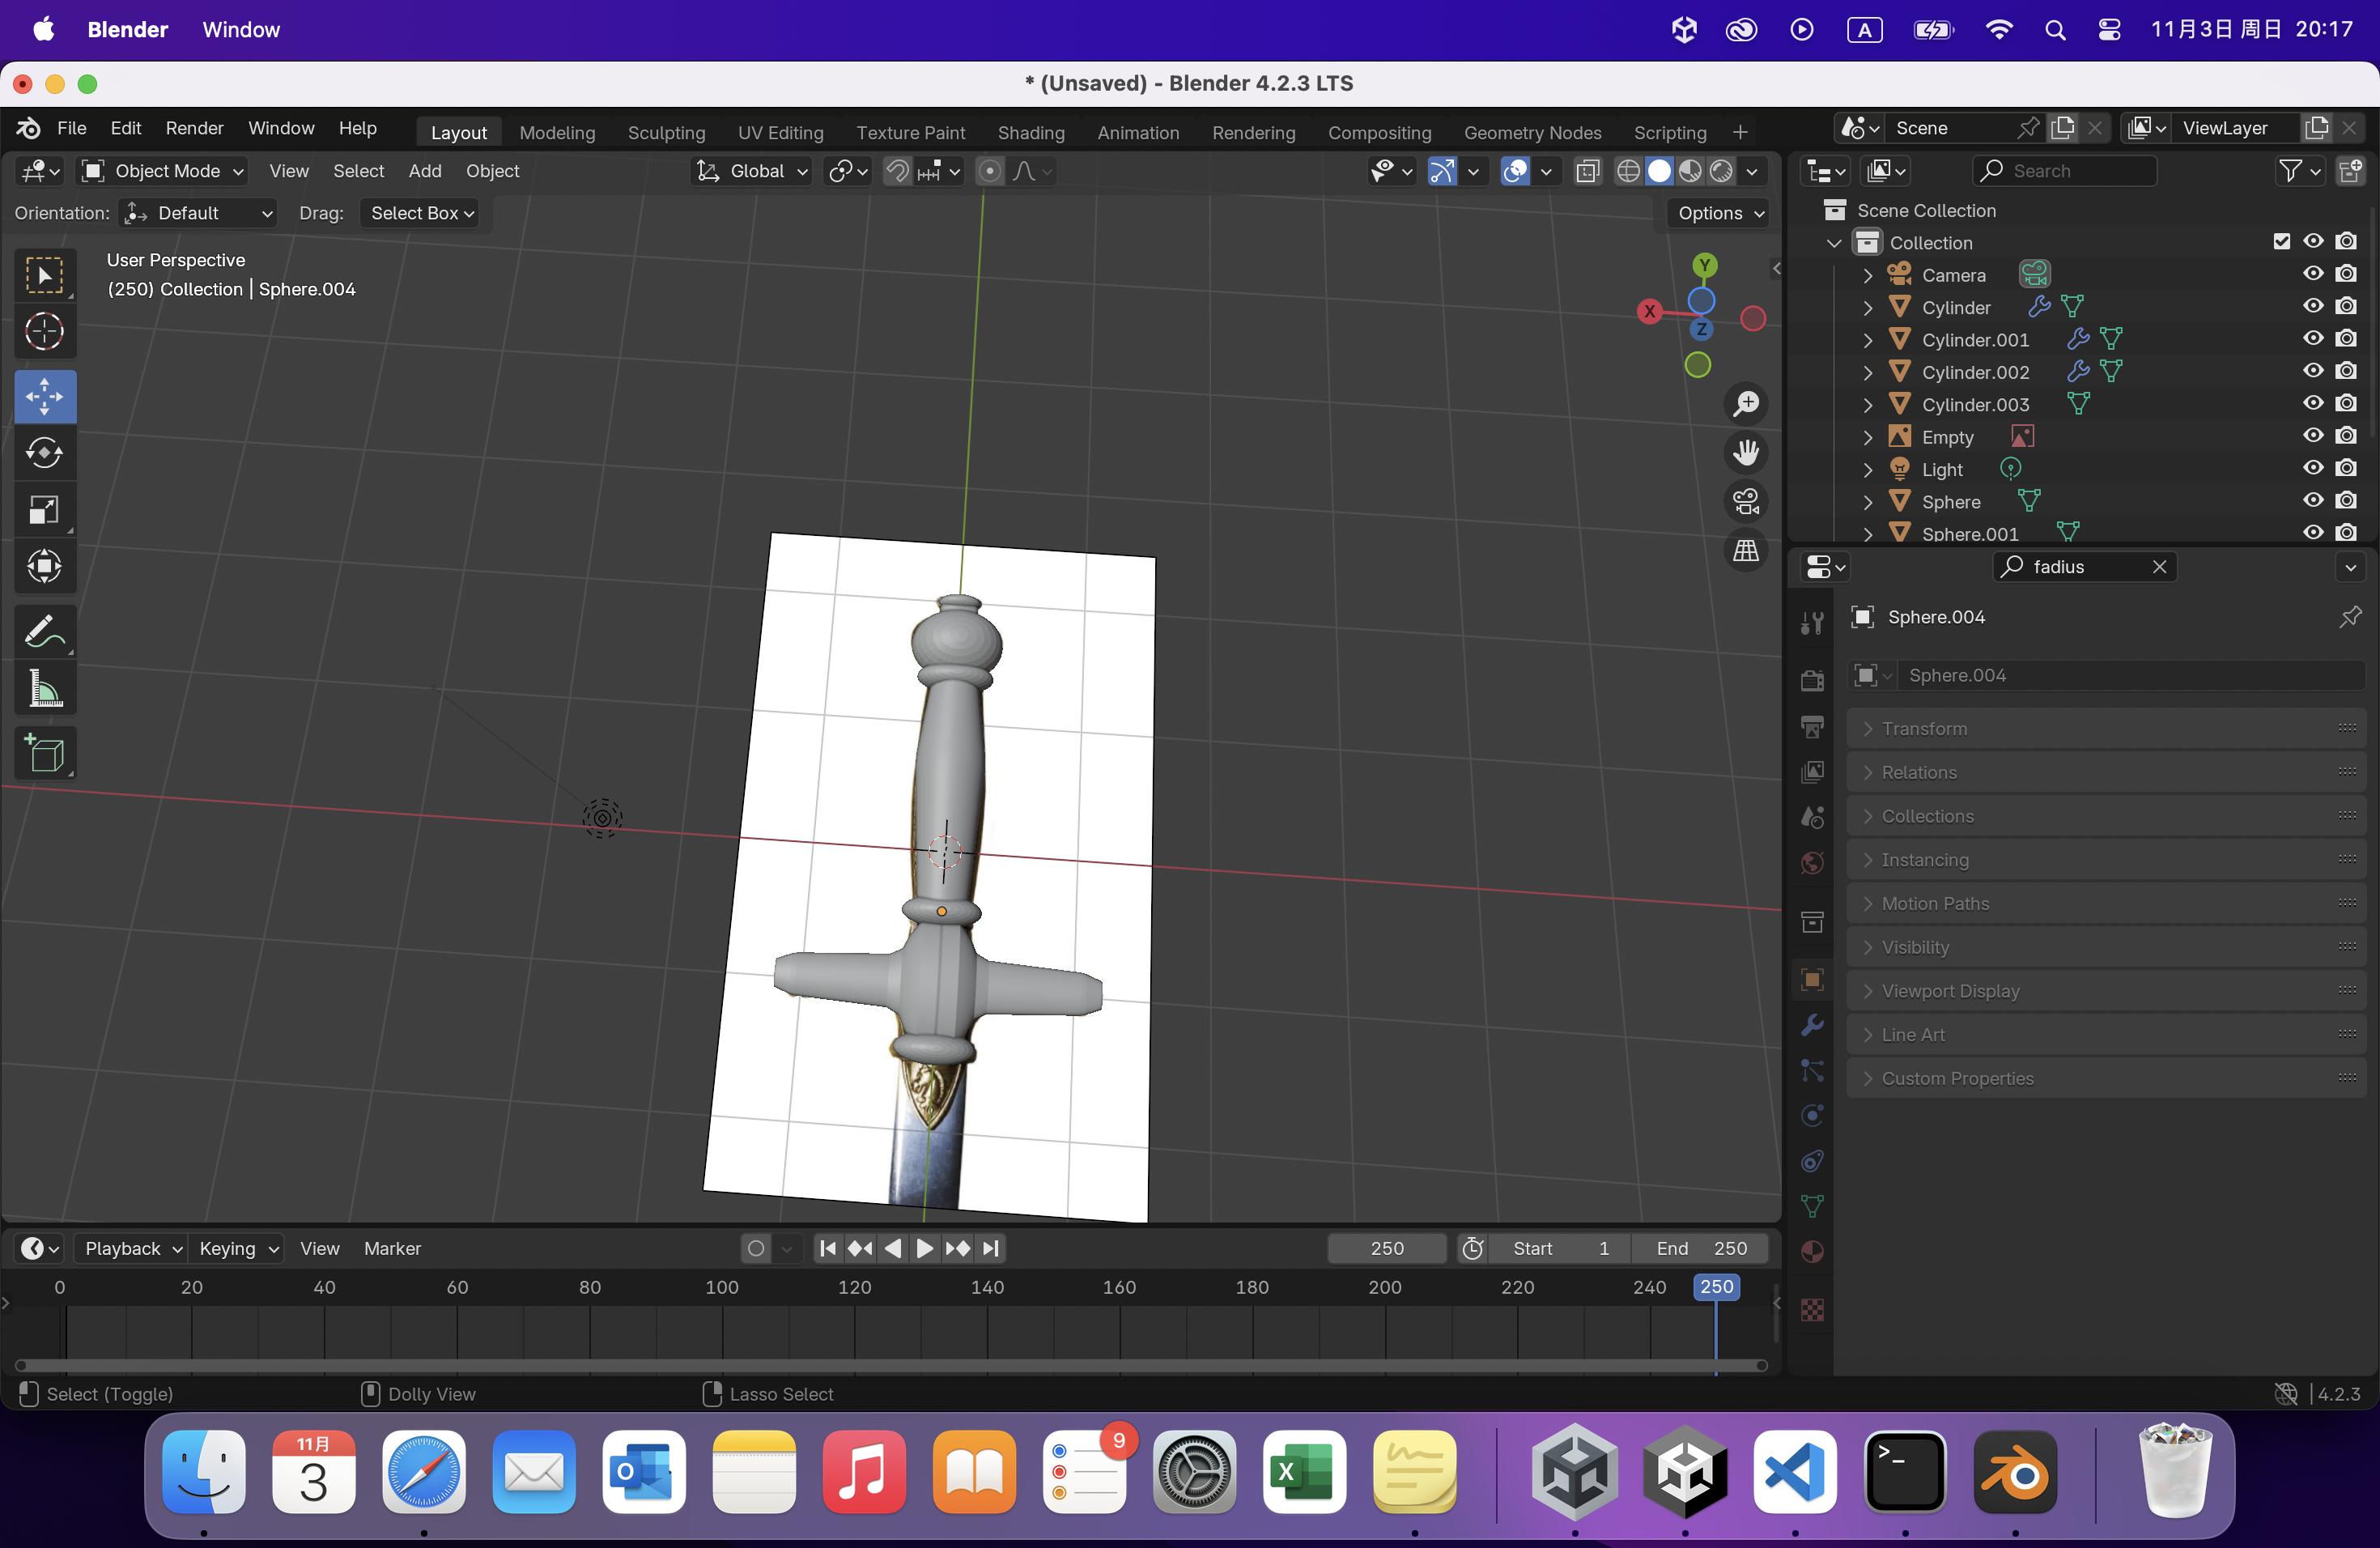 Blender Window A 11月3日 周日 20:17
* (Unsaved) - Blender 4.2.3 LTS
File Edit Render Window Help Layout Modeling Sculpting UV Editing Texture Paint Shading Animation Rendering Compositing Geometry Nodes Scripting + Scene ViewLayer
Object Mode View Select Add Object Global Search
Orientation: Default Drag: Select Box Options
User Perspective
(250) Collection | Sphere.004
Y
X
Z
Scene Collection
Collection
Camera
Cylinder
Cylinder.001
Cylinder.002
Cylinder.003
Empty
Light
Sphere
Sphere.001
fadius
Sphere.004
Sphere.004
Transform
Relations
Collections
Instancing
Motion Paths
Visibility
Viewport Display
Line Art
Custom Properties
Playback Keying View Marker 250 Start 1 End 250
0 20 40 60 80 100 120 140 160 180 200 220 240 250
Select (Toggle) Dolly View Lasso Select 4.2.3
11月
3
O
9
X
>_